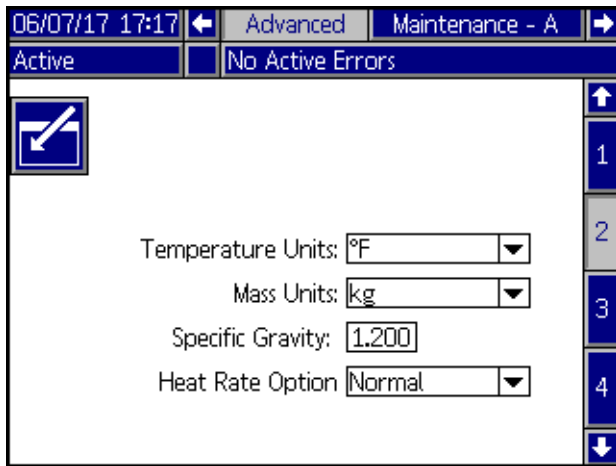 06/07/17 17:17 Advanced Maintenance - A
Active No Active Errors
1
2
Temperature Units: °F
Mass Units: kg
3
Specific Gravity: 1.200
Heat Rate Option Normal
4